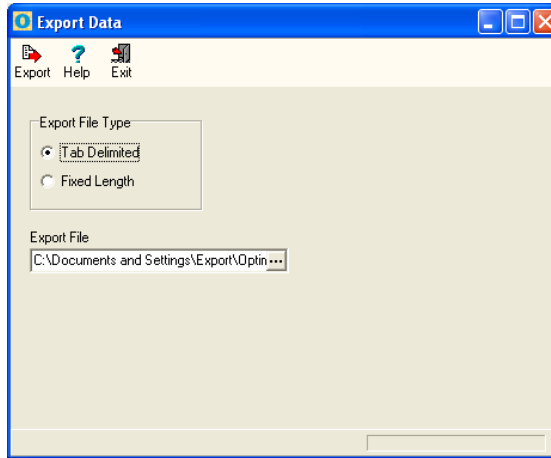 Export Data
Export Help Exit
Export File Type
Tab Delimited
Fixed Length
Export File
C:\Documents and Settings\Export\Optin...